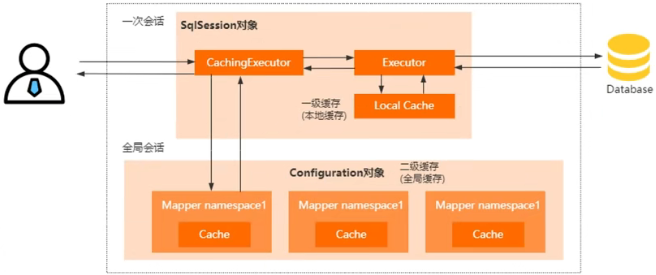 一次会话
SqlSession对象
CachingExecutor
Executor
一级缓存
(本地缓存)
Local Cache
Database
全局会话
Configuration对象
二级缓存
(全局缓存)
Mapper namespace1
Cache
Mapper namespace1
Cache
Mapper namespace1
Cache